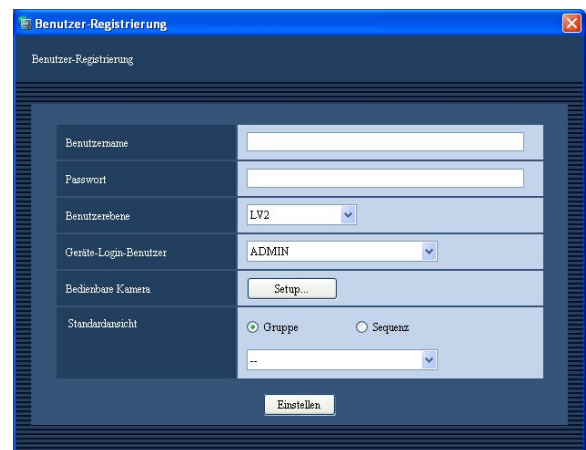 Benutzer-Registrierung
Benutzer-Registrierung
Benutzername
Passwort
Benutzerebene LV2
Geräte-Login-Benutzer ADMIN
Bedienbare Kamera Setup...
Standardansicht Gruppe Sequenz
--
Einstellen